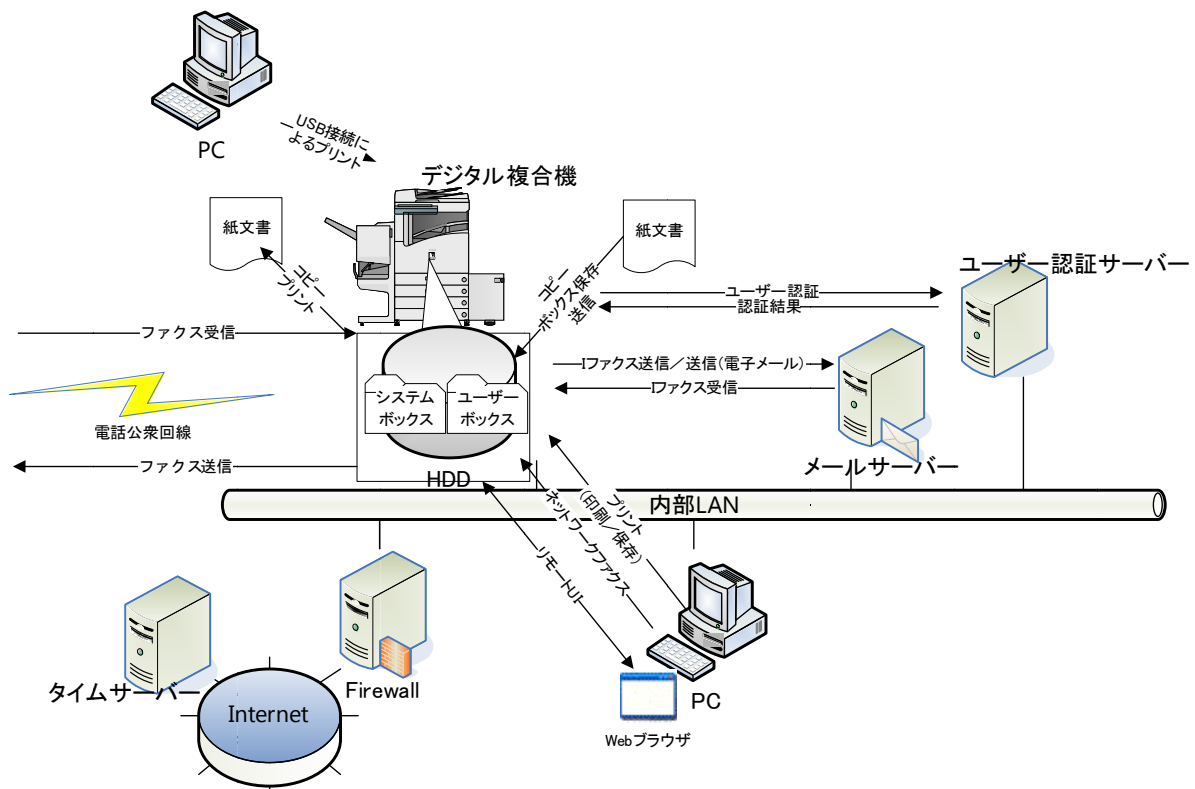 PC
USB接続に
よるプリント
デジタル複合機
紙文書
紙文書
コピー
プリント
コピー
ボックス保存
送信
ユーザー認証サーバー
ユーザー認証
認証結果
ファクス受信
Iファクス送信／送信(電子メール)
Iファクス受信
システム
ボックス
ユーザー
ボックス
電話公衆回線
ファクス送信
メールサーバー
HDD
内部LAN
プリント
(印刷／保存)
ネットワークファクス
リモートUI
タイムサーバー
Firewall
Internet
PC
Webブラウザ